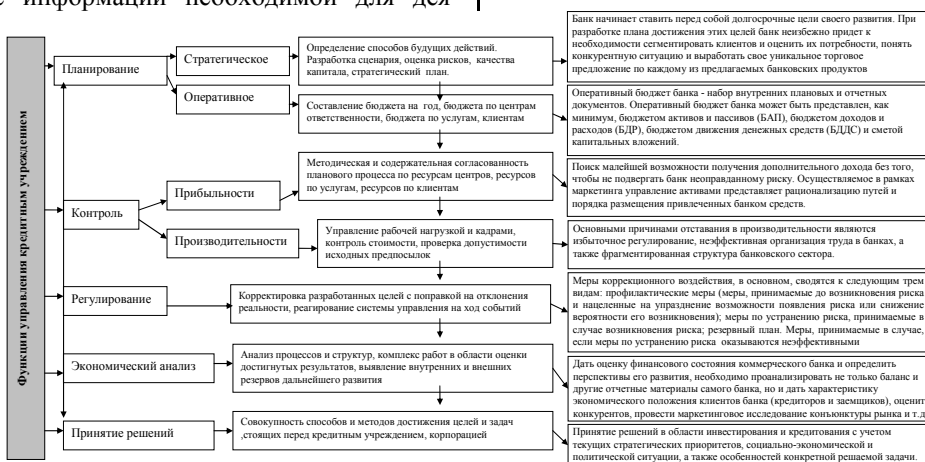 е информации необходимой для дея
Функции управления кредитным учреждением
Планирование
Стратегическое
Оперативное
Определение способов будущих действий.
Разработка сценария, оценка рисков, качества
капитала, стратегический план.
Составление бюджета на год, бюджета по центрам
ответственности, бюджета по услугам, клиентам
Банк начинает ставить перед собой долгосрочные цели своего развития. При
разработке плана достижения этих целей банк неизбежно придет к
необходимости сегментировать клиентов и оценить их потребности, понять
конкурентную ситуацию и выработать свое уникальное торговое
предложение по каждому из предлагаемых банковских продуктов
Оперативный бюджет банка - набор внутренних плановых и отчетных
документов. Оперативный бюджет банка может быть представлен, как
минимум, бюджетом активов и пассивов (БАП), бюджетом доходов и
расходов (БДР), бюджетом движения денежных средств (БДДС) и сметой
капитальных вложений.
Контроль
Прибыльности
Производительности
Методическая и содержательная согласованность
планового процесса по ресурсам центров, ресурсов
по услугам, ресурсов по клиентам
Управление рабочей нагрузкой и кадрами,
контроль стоимости, проверка допустимости
исходных предпосылок
Поиск малейшей возможности получения дополнительного дохода без того,
чтобы не подвергать банк неоправданному риску. Осуществляемое в рамках
маркетинга управление активами представляет рационализацию путей и
порядка размещения привлеченных банком средств.
Основными причинами отставания в производительности являются
избыточное регулирование, неэффективная организация труда в банках, а
также фрагментированная структура банковского сектора.
Регулирование
Корректировка разработанных целей с поправкой на отклонения
реальности, реагирование системы управления на ход событий
Меры коррекционного воздействия, в основном, сводятся к следующим трем
видам: профилактические меры (меры, принимаемые до возникновения риска
и нацеленные на упразднение возможности появления риска или снижение
вероятности его возникновения); меры по устранению риска, принимаемые в
случае возникновения риска; резервный план. Меры, принимаемые в случае,
если меры по устранению риска оказываются неэффективными
Экономический анализ
Анализ процессов и структур, комплекс работ в области оценки
достигнутых результатов, выявление внутренних и внешних
резервов дальнейшего развития
Дать оценку финансового состояния коммерческого банка и определить
перспективы его развития, необходимо проанализировать не только баланс и
другие отчетные материалы самого банка, но и дать характеристику
экономического положения клиентов банка (кредиторов и заемщиков), оценит
конкурентов, провести маркетинговое исследование конъюнктуры рынка и т.д
Принятие решений
Совокупность способов и методов достижения целей и задач
,стоящих перед кредитным учреждением, корпорацией
Принятие решений в области инвестирования и кредитования с учетом
текущих стратегических приоритетов, социально-экономической и
политической ситуации, а также особенностей конкретной решаемой задачи.